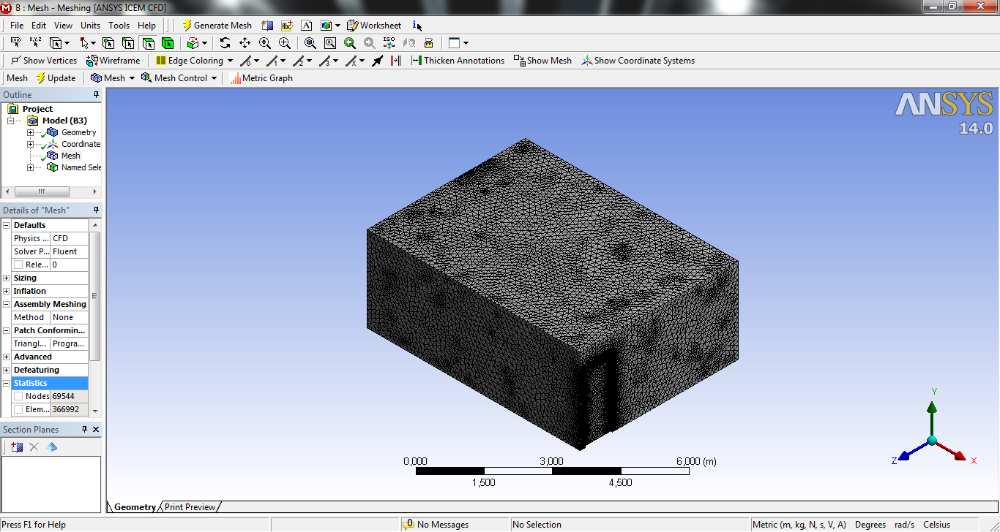 B : Mesh - Meshing [ANSYS ICEM CFD]
File Edit View Units Tools Help Generate Mesh Worksheet
Show Vertices Wireframe Edge Coloring Thicken Annotations Show Mesh Show Coordinate Systems
Mesh Update Mesh Mesh Control Metric Graph
Outline
Project
Model (B3)
Geometry
Coordinate
Mesh
Named Sele
Details of "Mesh"
Defaults
Physics ... CFD
Solver P... Fluent
Rele... 0
Sizing
Inflation
Assembly Meshing
Method None
Patch Conformin...
Triangl... Progra...
Advanced
Defeaturing
Statistics
Nodes 69544
Elem... 366992
Section Planes
ANSYS
14.0
0,000 3,000 6,000 (m)
1,500 4,500
Y
Z X
Geometry Print Preview
Press F1 for Help 0 No Messages No Selection Metric (m, kg, N, s, V, A) Degrees rad/s Celsius